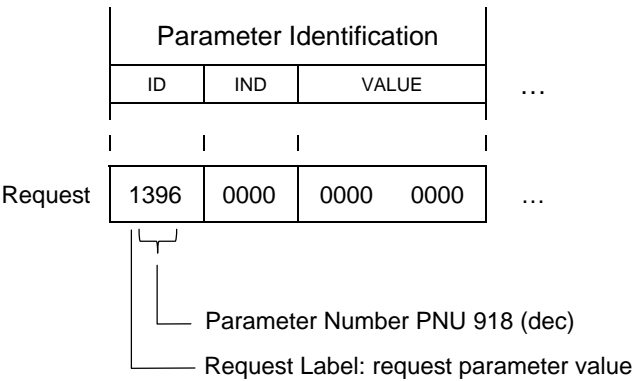 Parameter Identification
ID IND VALUE …
Request 1396 0000 0000 0000 …
Parameter Number PNU 918 (dec)
Request Label: request parameter value